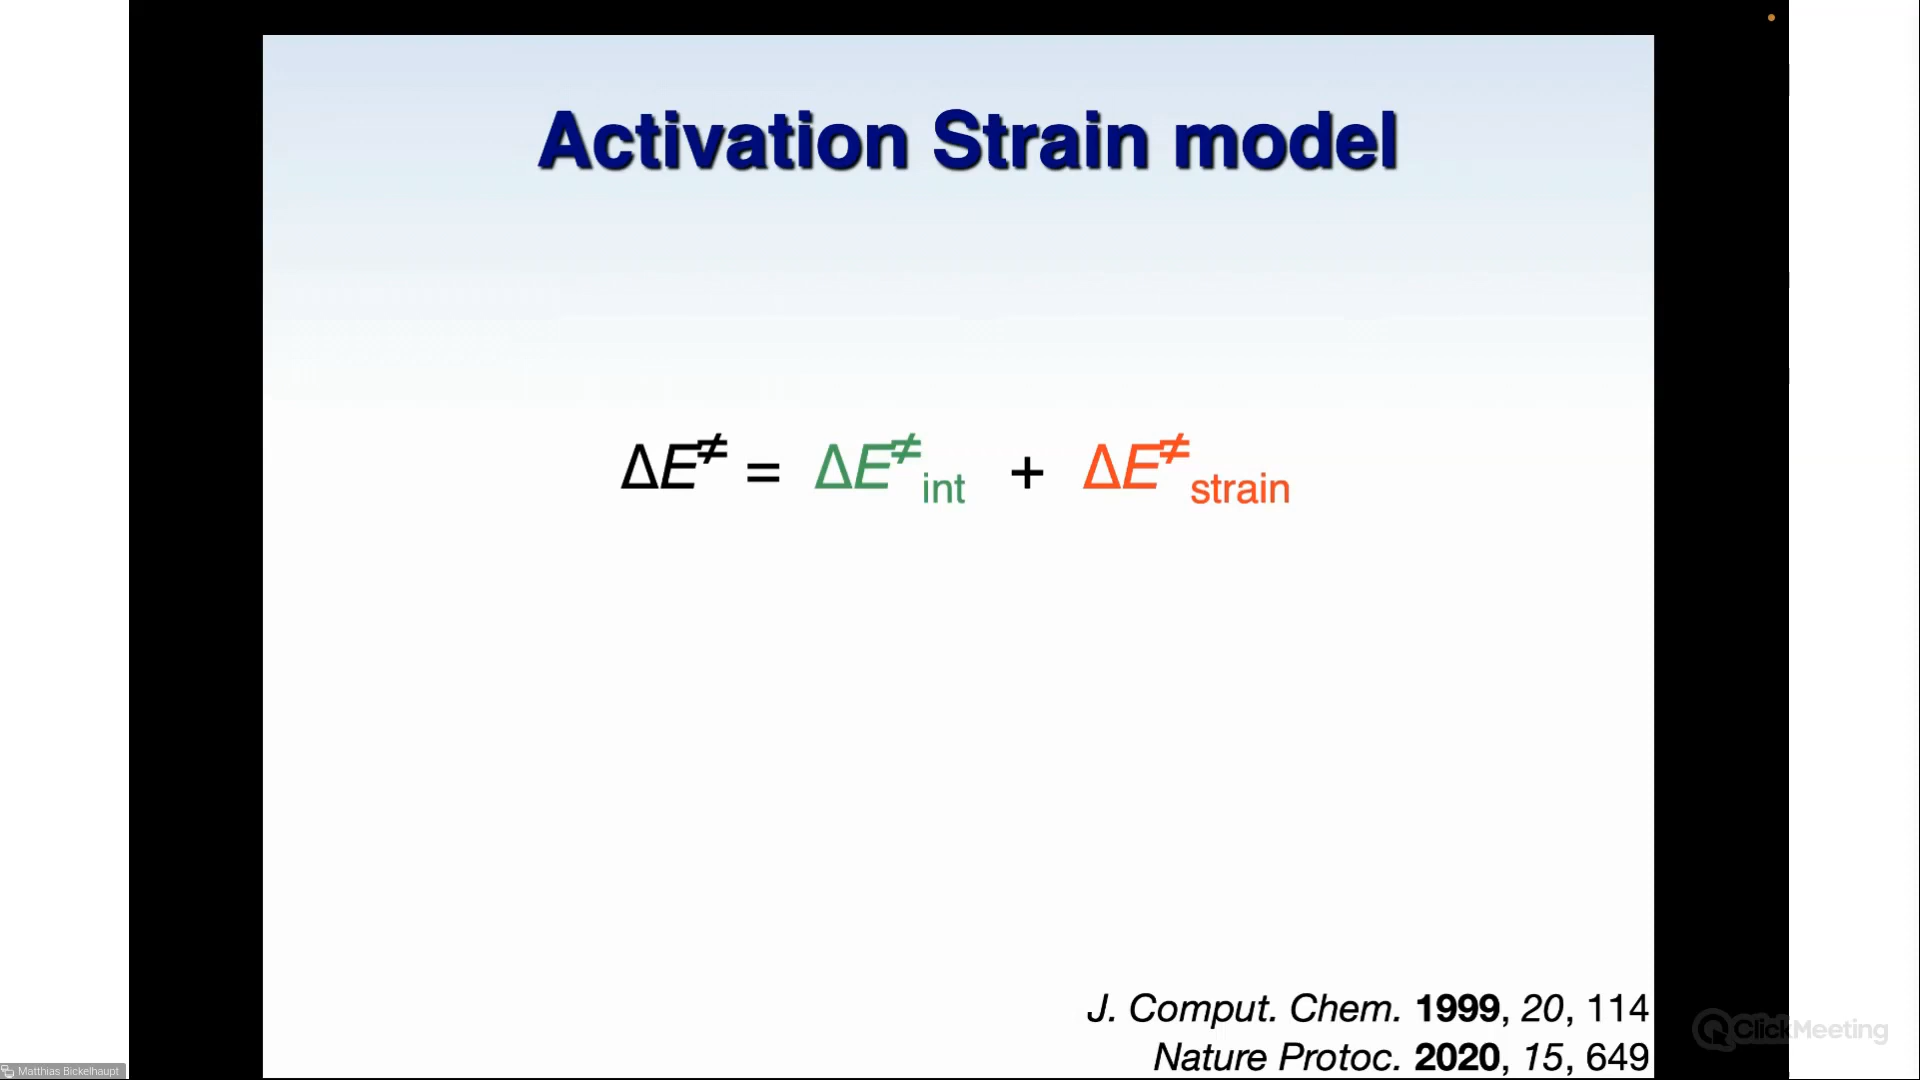 Activation Strain model
ΔE≠ = ΔE≠int + ΔE≠strain
J. Comput. Chem. 1999, 20, 114
Nature Protoc. 2020, 15, 649
ClickMeeting
Matthias Bickelhaupt